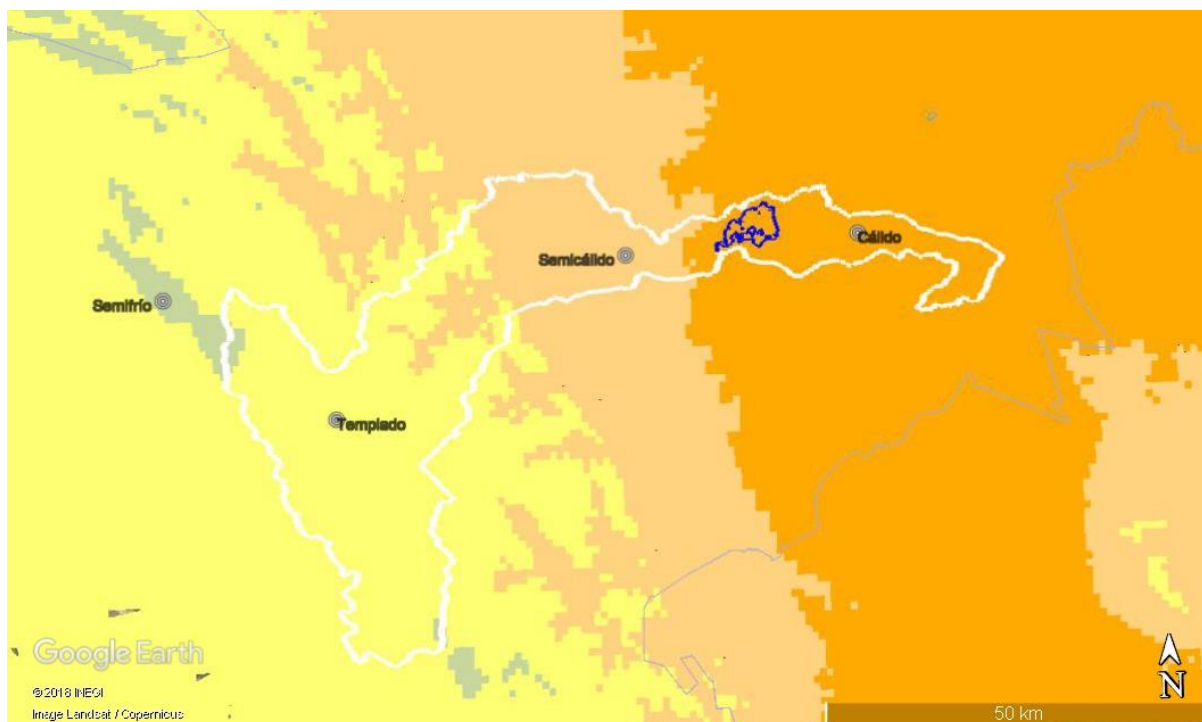 Cálido
Semicálido
Semifrío
Templado
Google Earth
© 2018 INEGI
Image Landsat / Copernicus
N
50 km